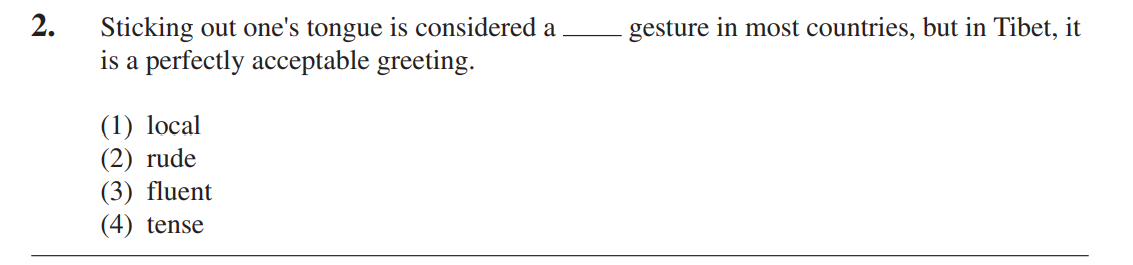 2. Sticking out one's tongue is considered a ____ gesture in most countries, but in Tibet, it
is a perfectly acceptable greeting.
(1) local
(2) rude
(3) fluent
(4) tense